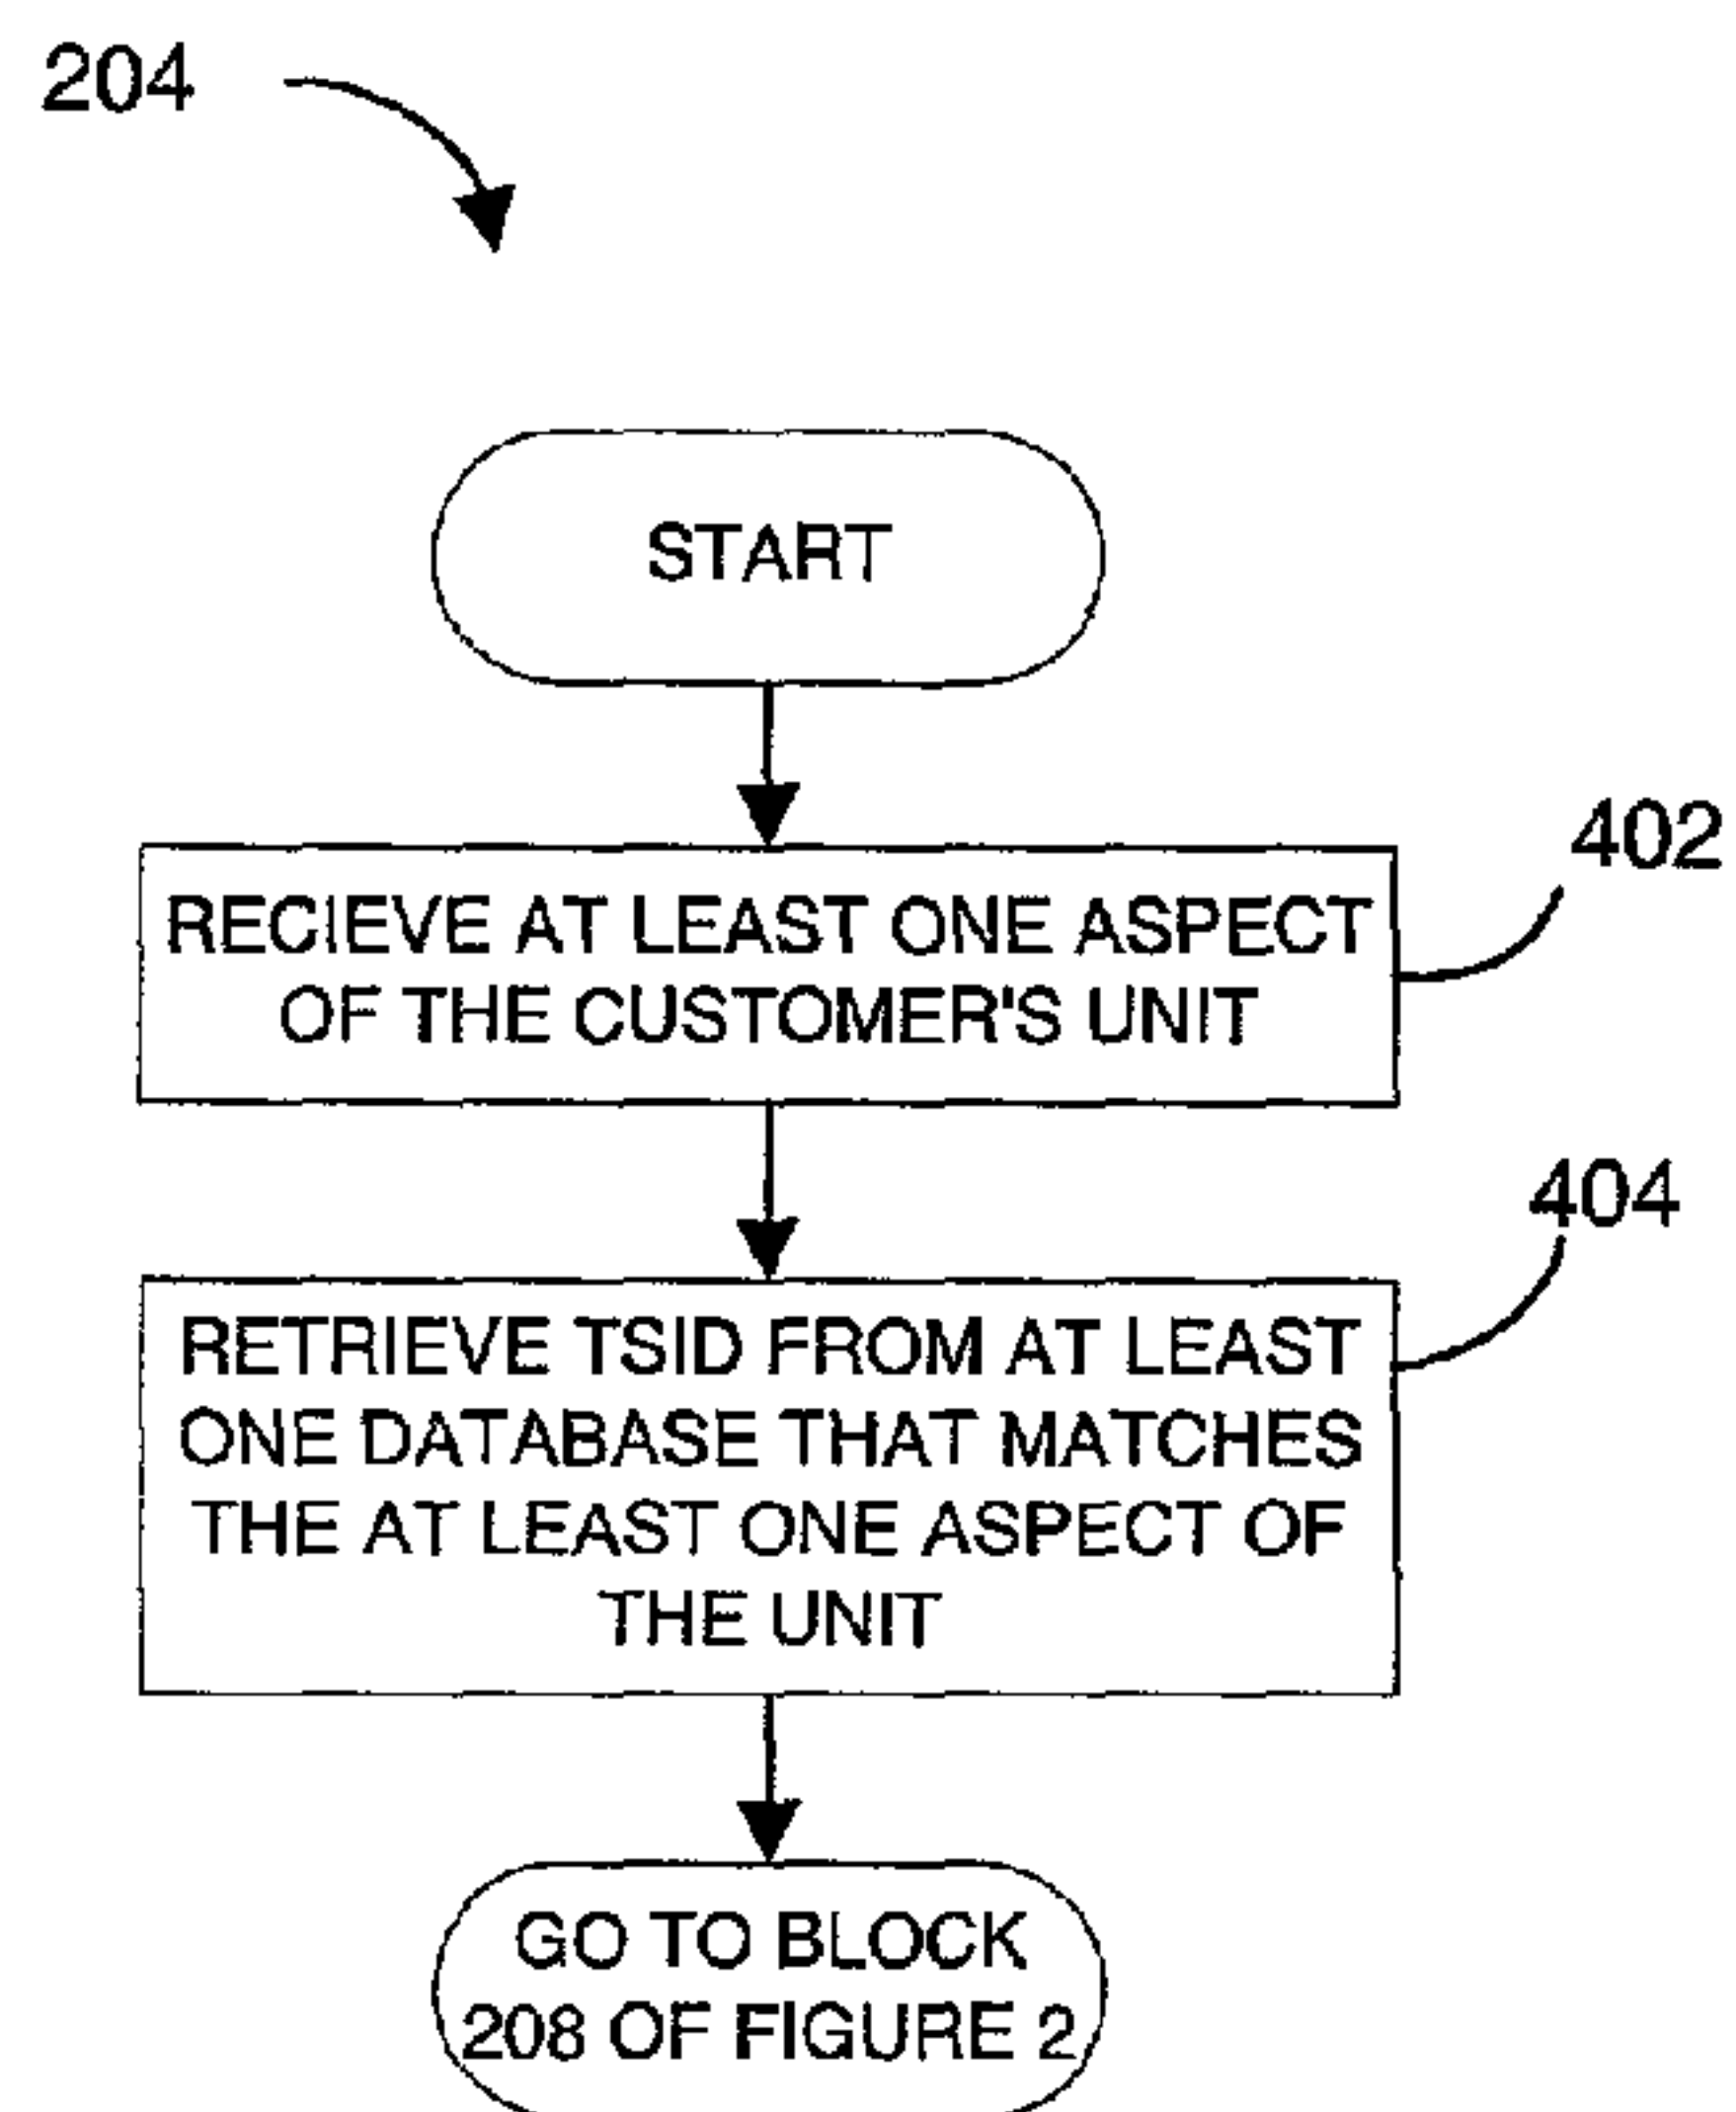 204
START
402
RECIEVE AT LEAST ONE ASPECT
OF THE CUSTOMER'S UNIT
404
RETRIEVE TSID FROM AT LEAST
ONE DATABASE THAT MATCHES
THE AT LEAST ONE ASPECT OF
THE UNIT
GO TO BLOCK
208 OF FIGURE 2